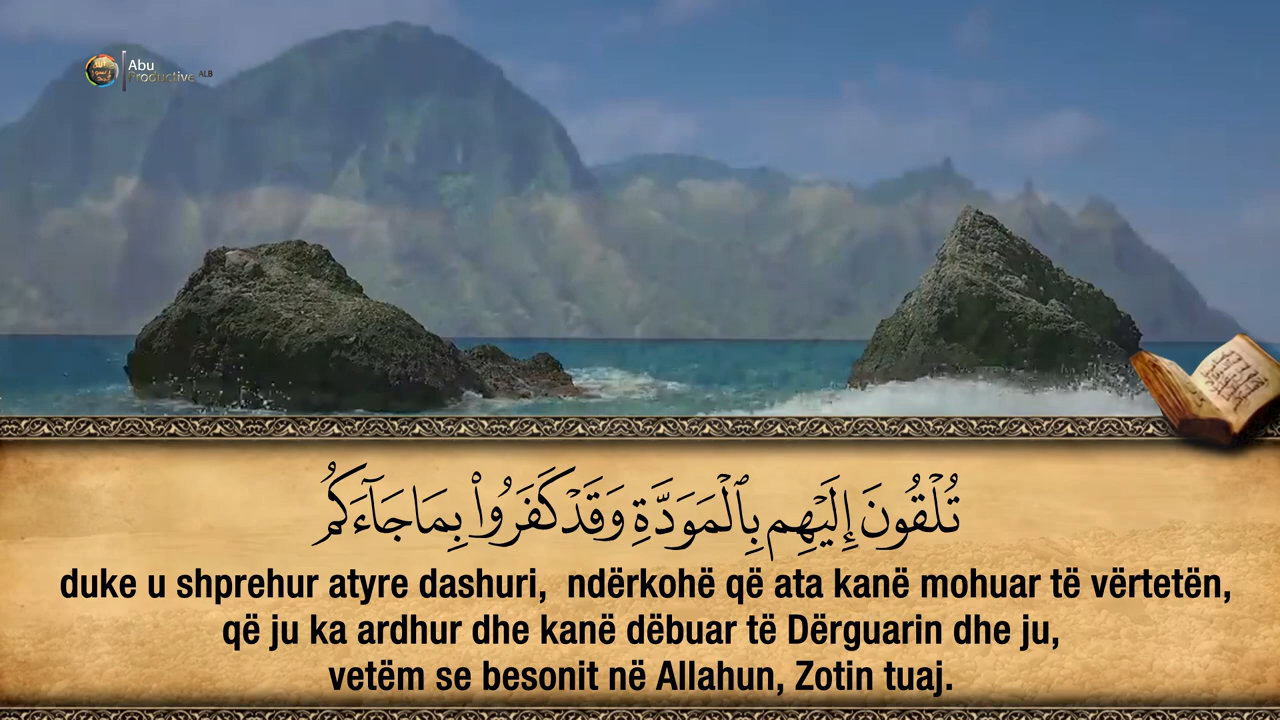 Abu
Productive ALB
تُلْقُونَ إِلَيْهِم بِٱلْمَوَدَّةِ وَقَدْ كَفَرُوا۟ بِمَا جَآءَكُم
duke u shprehur atyre dashuri, ndërkohë që ata kanë mohuar të vërtetën,
që ju ka ardhur dhe kanë dëbuar të Dërguarin dhe ju,
vetëm se besonit në Allahun, Zotin tuaj.